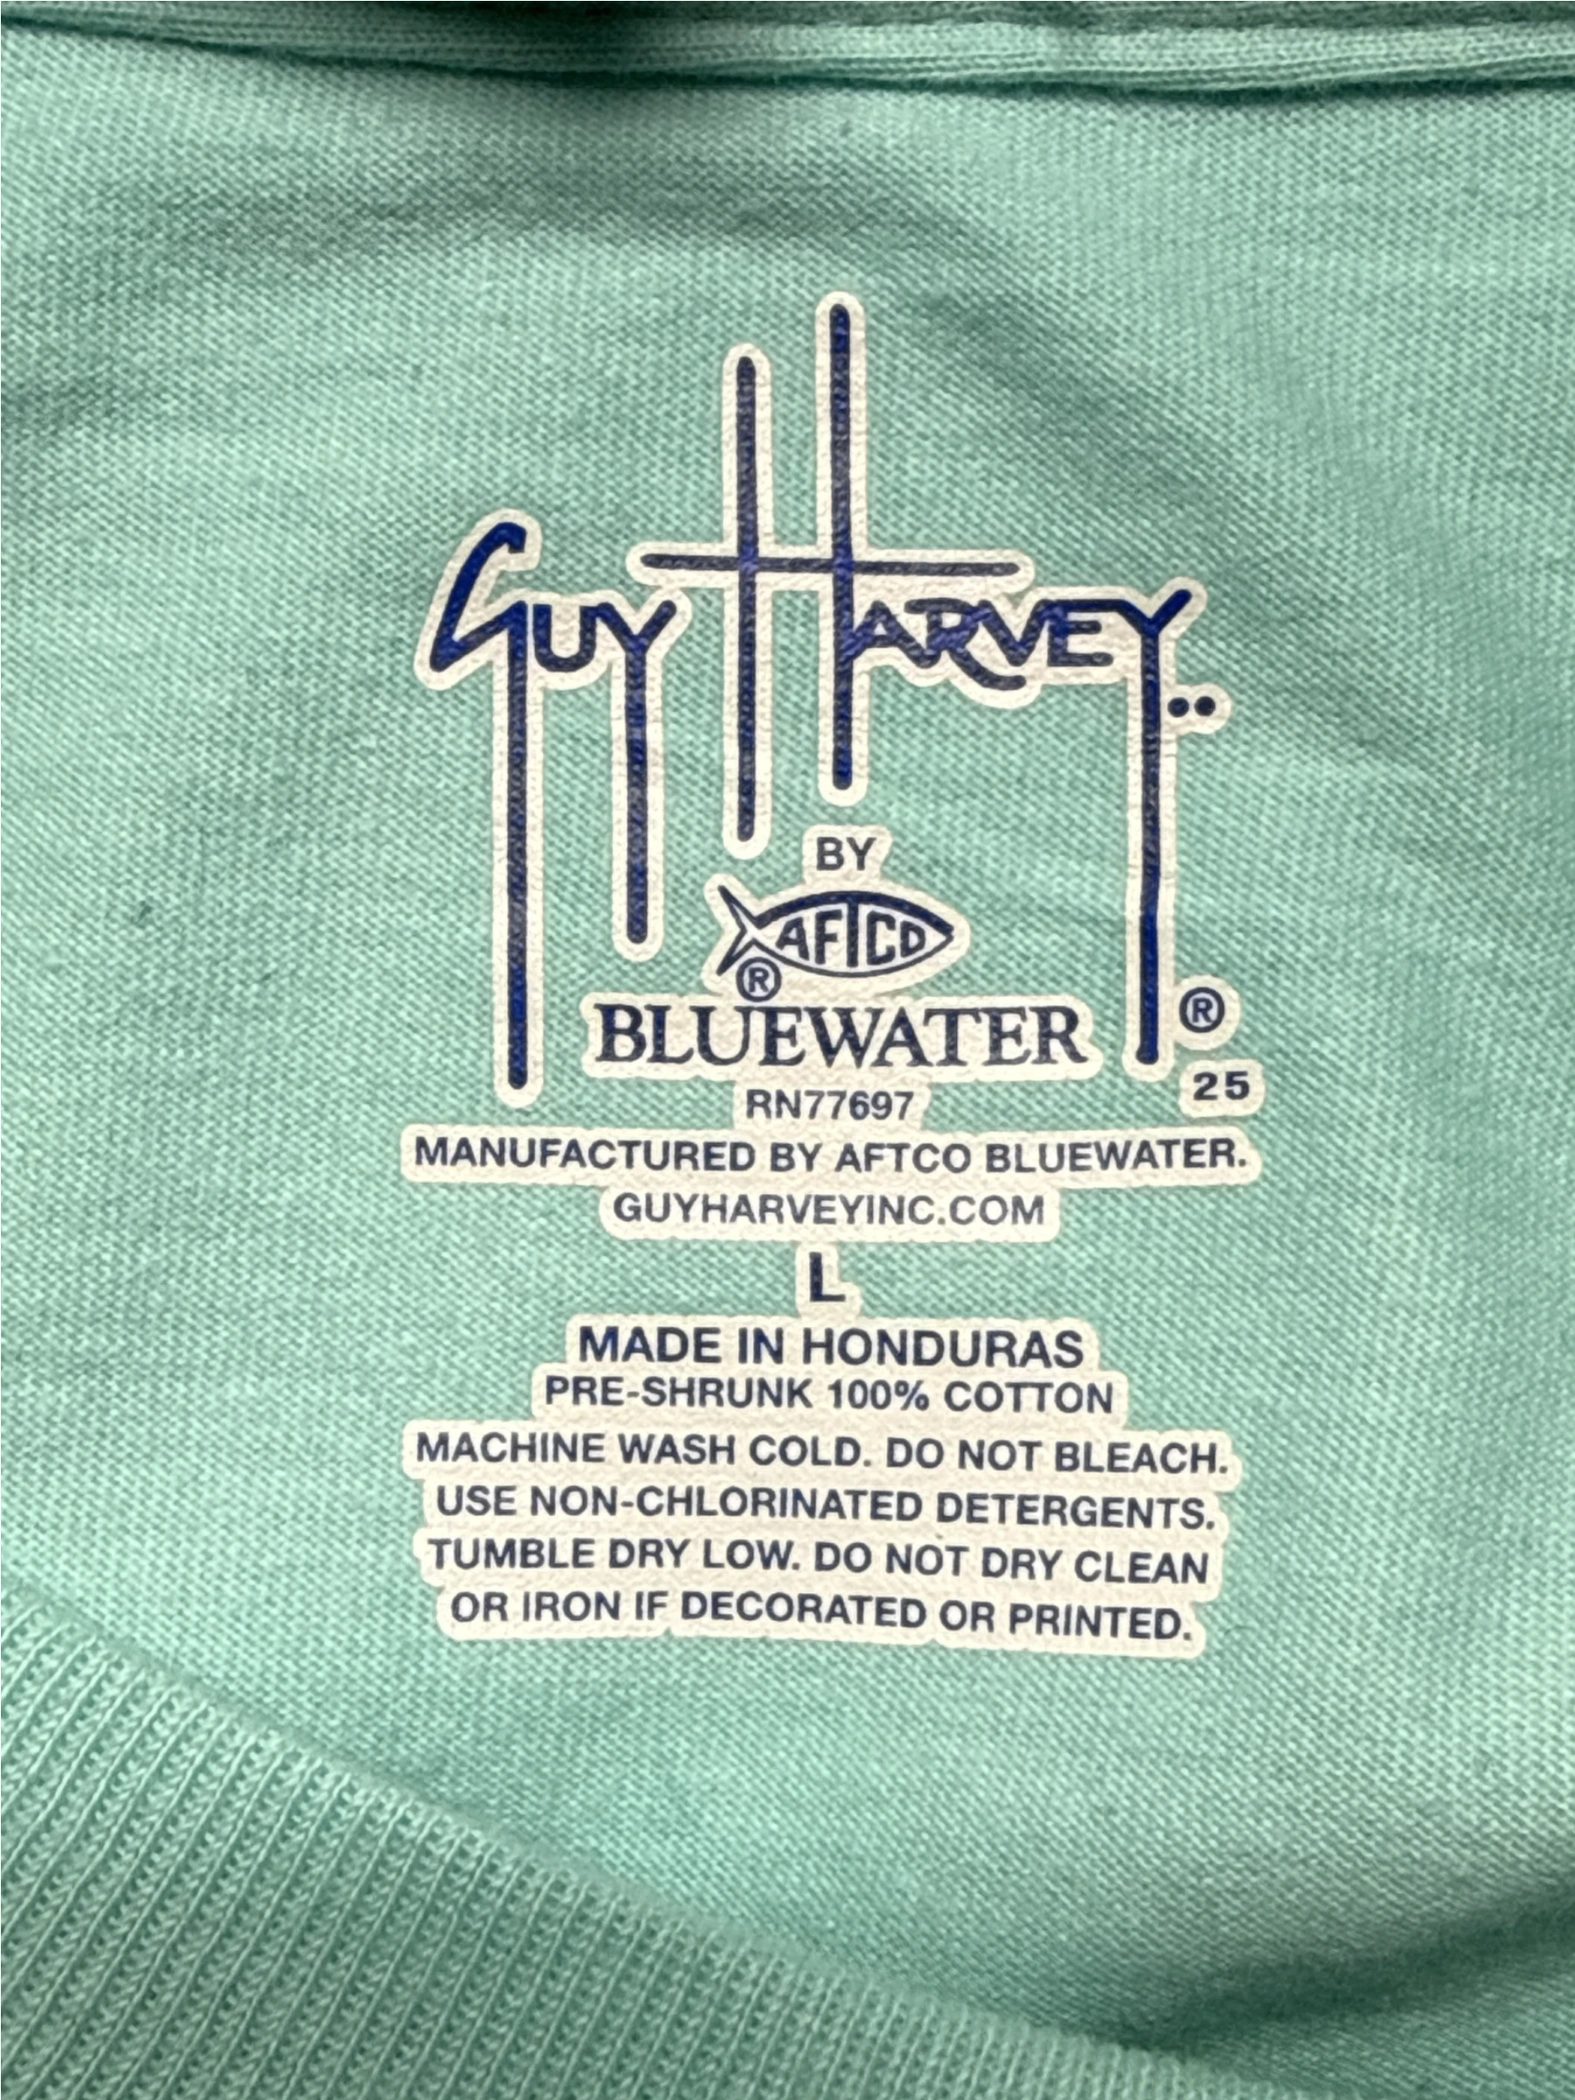 GUY HARVEY
BY
AFTCO
®
BLUEWATER
®
25
RN77697
MANUFACTURED BY AFTCO BLUEWATER.
GUYHARVEYINC.COM
L
MADE IN HONDURAS
PRE-SHRUNK 100% COTTON
MACHINE WASH COLD. DO NOT BLEACH.
USE NON-CHLORINATED DETERGENTS.
TUMBLE DRY LOW. DO NOT DRY CLEAN
OR IRON IF DECORATED OR PRINTED.